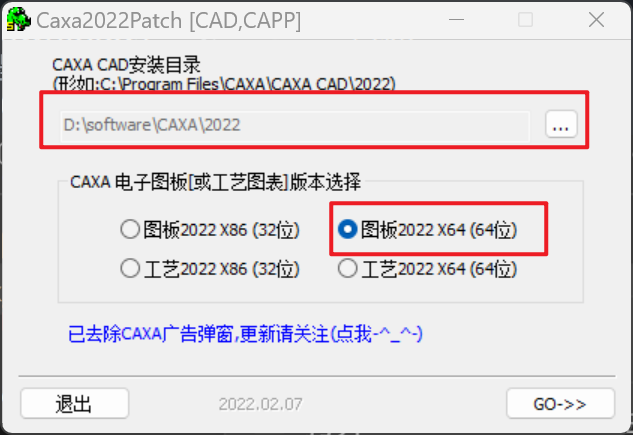 Caxa2022Patch [CAD,CAPP]
CAXA CAD安装目录
(形如:C:\Program Files\CAXA\CAXA CAD\2022)
D:\software\CAXA\2022
...
CAXA 电子图板[或工艺图表]版本选择
图板2022 X86 (32位) 图板2022 X64 (64位)
工艺2022 X86 (32位) 工艺2022 X64 (64位)
已去除CAXA广告弹窗,更新请关注(点我-^_^-)
退出 2022.02.07 GO->>